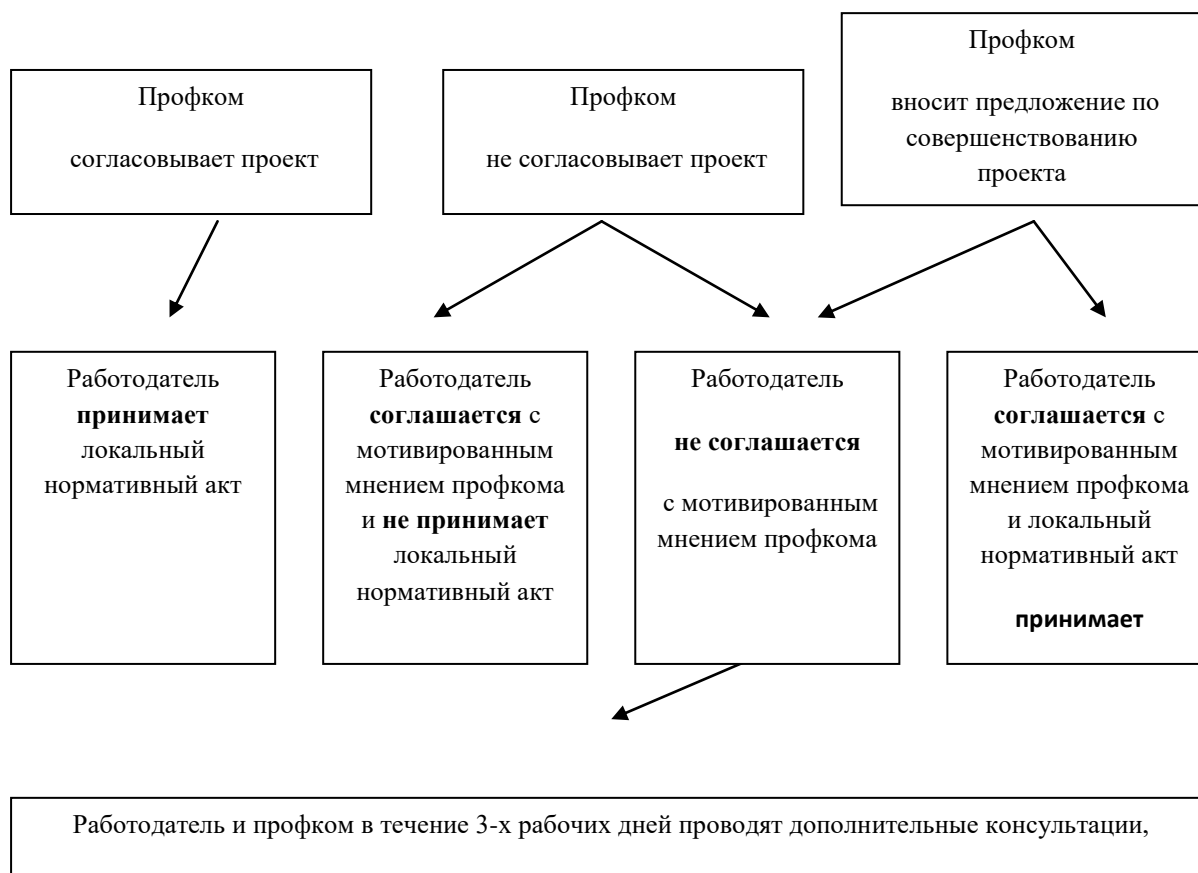 Профком
согласовывает проект
Профком
не согласовывает проект
Профком
вносит предложение по
совершенствованию
проекта
Работодатель
принимает
локальный
нормативный акт
Работодатель
соглашается с
мотивированным
мнением профкома
и не принимает
локальный
нормативный акт
Работодатель
не соглашается
с мотивированным
мнением профкома
Работодатель
соглашается с
мотивированным
мнением профкома
и локальный
нормативный акт
принимает
Работодатель и профком в течение 3-х рабочих дней проводят дополнительные консультации,